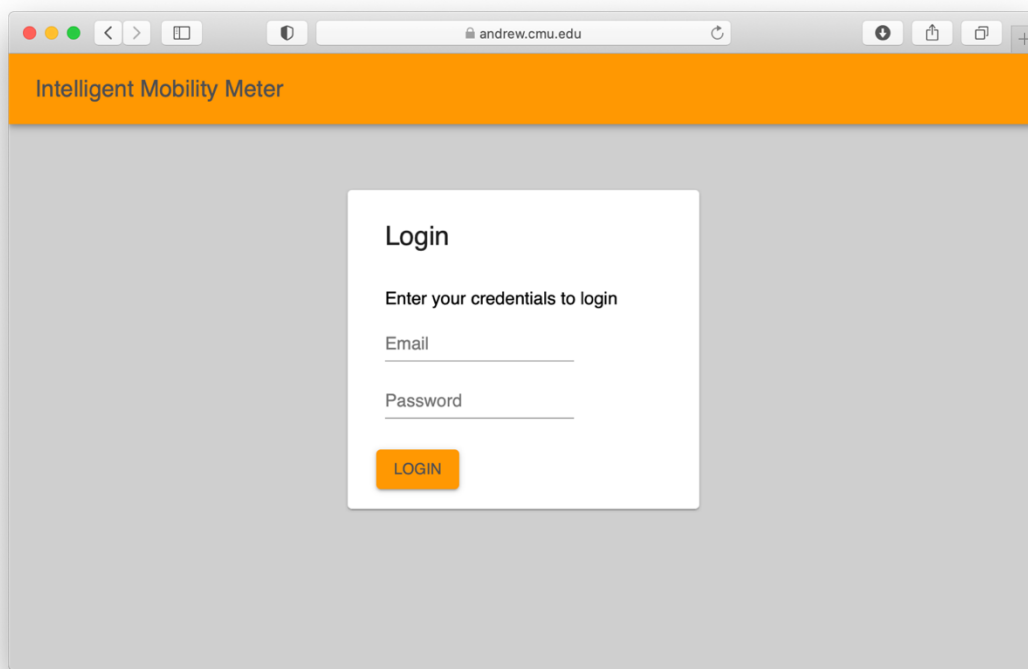 andrew.cmu.edu
Intelligent Mobility Meter
Login
Enter your credentials to login
Email
Password
LOGIN